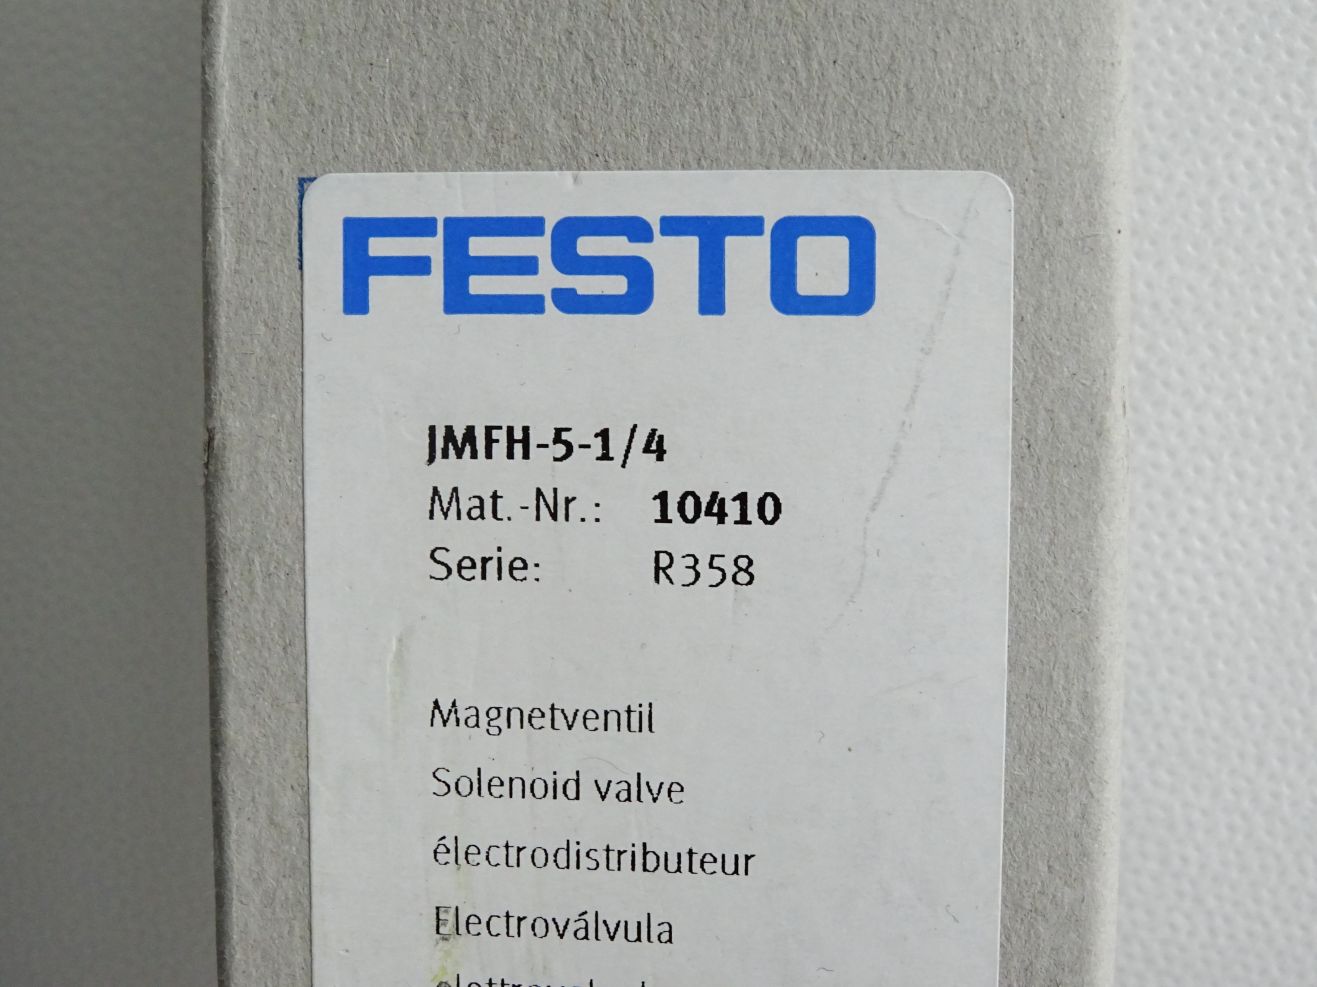 FESTO
JMFH-5-1/4
Mat.-Nr.: 10410
Serie: R358
Magnetventil
Solenoid valve
électrodistributeur
Electroválvula